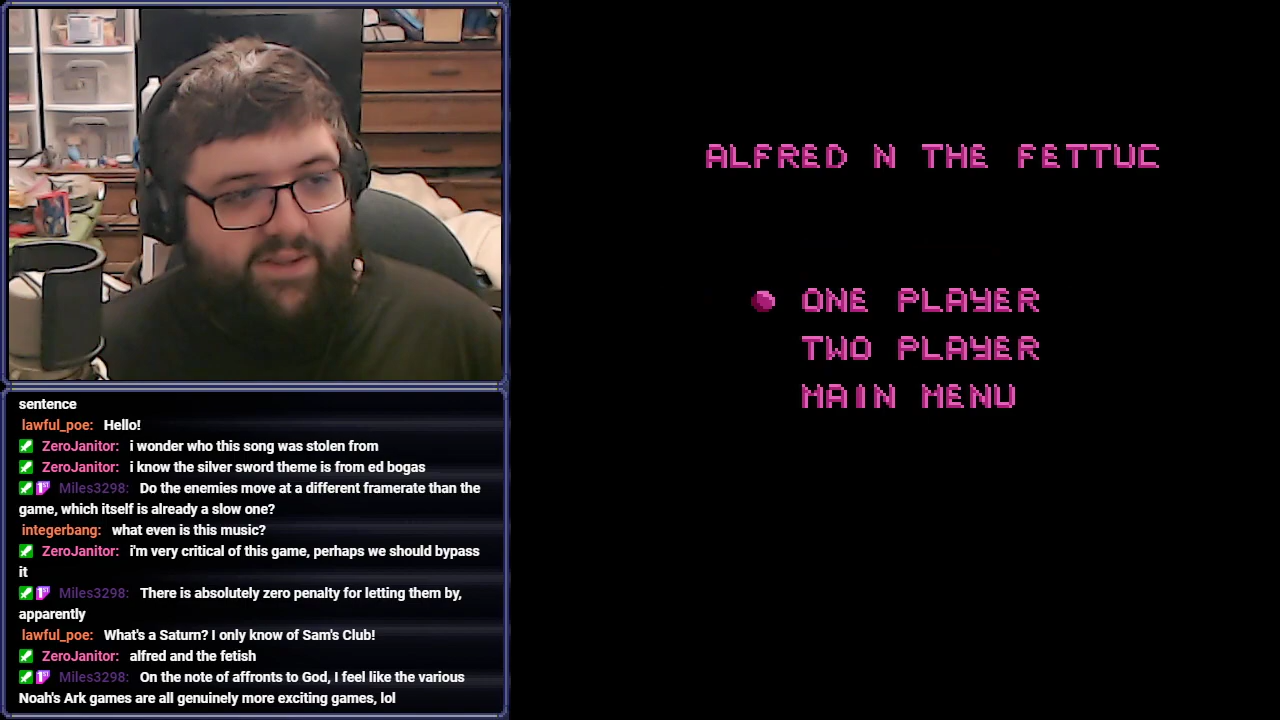 ALFRED N THE FETTUC
ONE PLAYER
TWO PLAYER
MAIN MENU
sentence
lawful_poe: Hello!
ZeroJanitor: i wonder who this song was stolen from
ZeroJanitor: i know the silver sword theme is from ed bogas
Miles3298: Do the enemies move at a different framerate than the
game, which itself is already a slow one?
integerbang: what even is this music?
ZeroJanitor: i'm very critical of this game, perhaps we should bypass
it
Miles3298: There is absolutely zero penalty for letting them by,
apparently
lawful_poe: What's a Saturn? I only know of Sam's Club!
ZeroJanitor: alfred and the fetish
Miles3298: On the note of affronts to God, I feel like the various
Noah's Ark games are all genuinely more exciting games, lol